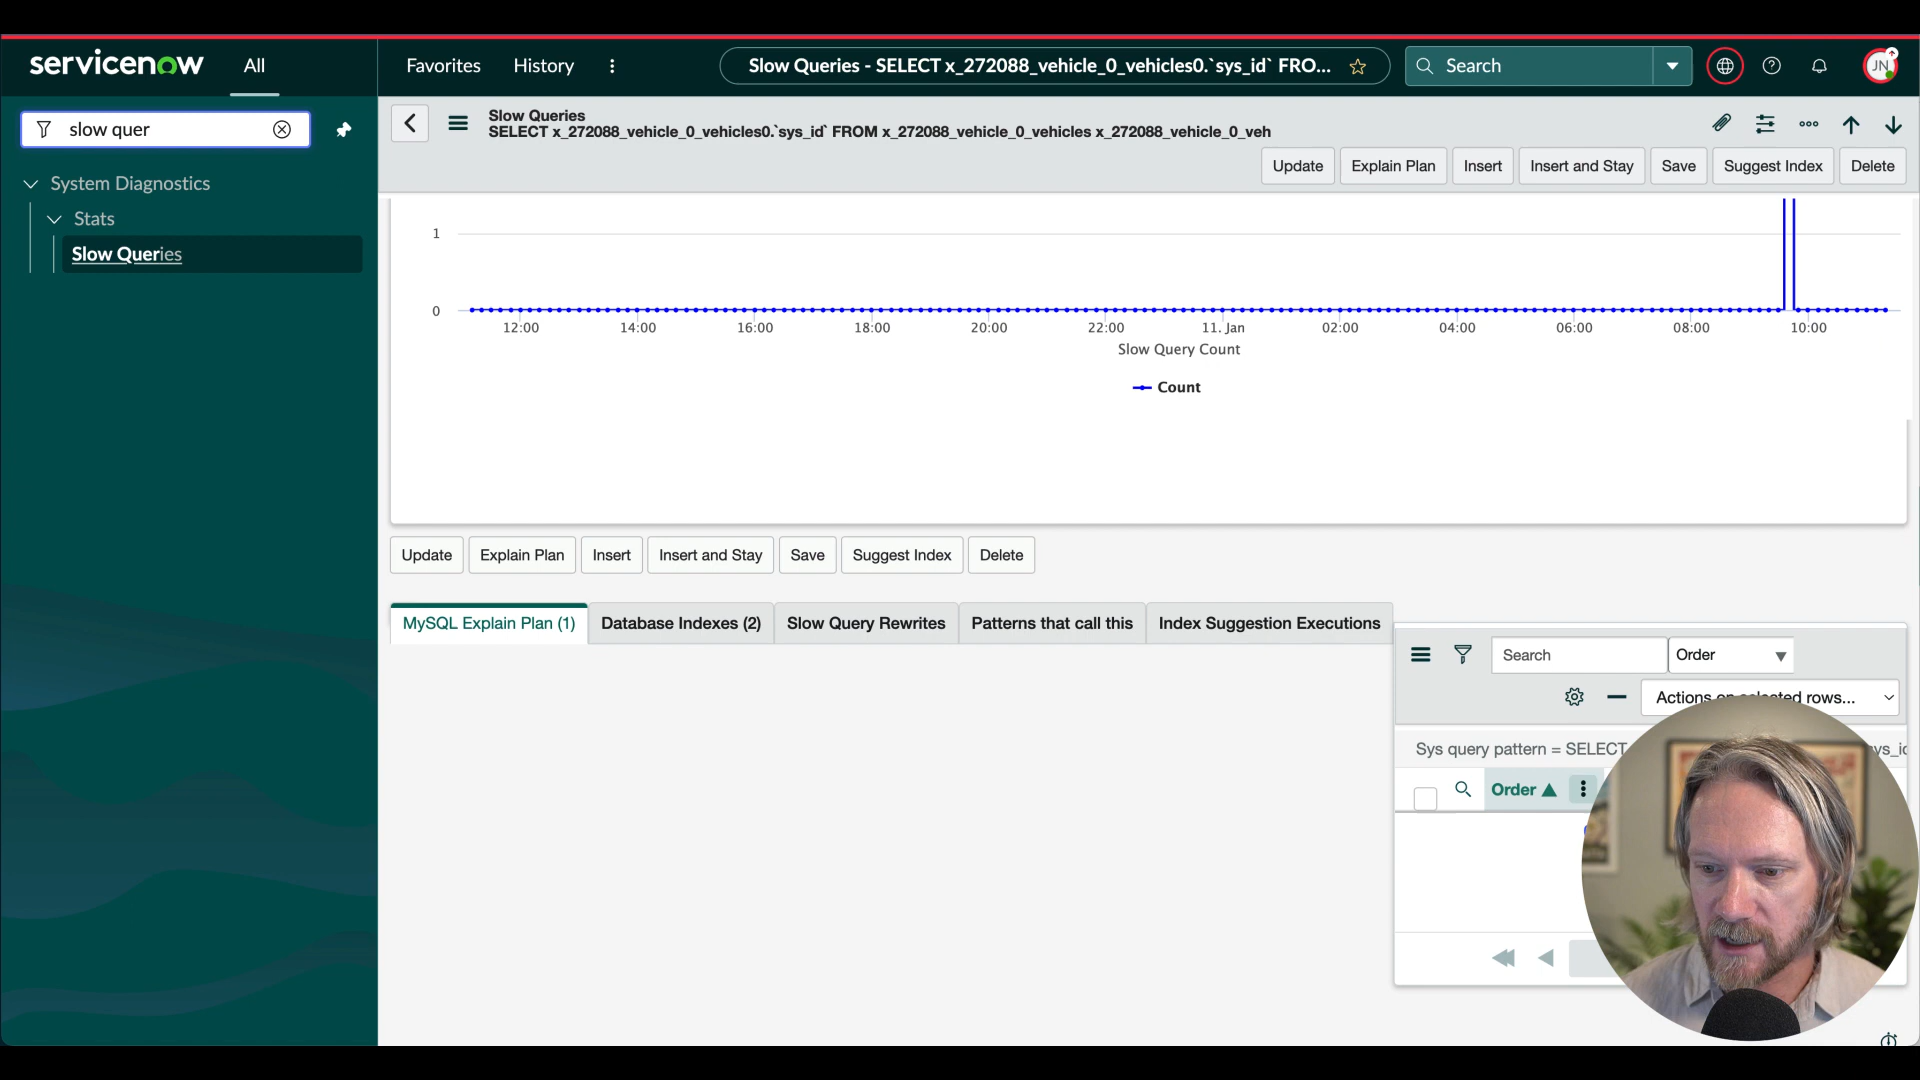 servicenow
All
Favorites
History
Slow Queries - SELECT x_272088_vehicle_0_vehicles0.`sys_id` FRO...
Search
JN
slow quer
System Diagnostics
Stats
Slow Queries
Slow Queries
SELECT x_272088_vehicle_0_vehicles0.`sys_id` FROM x_272088_vehicle_0_vehicles x_272088_vehicle_0_veh
Update
Explain Plan
Insert
Insert and Stay
Save
Suggest Index
Delete
1
0
12:00
14:00
16:00
18:00
20:00
22:00
11. Jan
02:00
04:00
06:00
08:00
10:00
Slow Query Count
Count
Update
Explain Plan
Insert
Insert and Stay
Save
Suggest Index
Delete
MySQL Explain Plan (1)
Database Indexes (2)
Slow Query Rewrites
Patterns that call this
Index Suggestion Executions
Search
Order
Actions on selected rows...
Sys query pattern = SELECT
Order